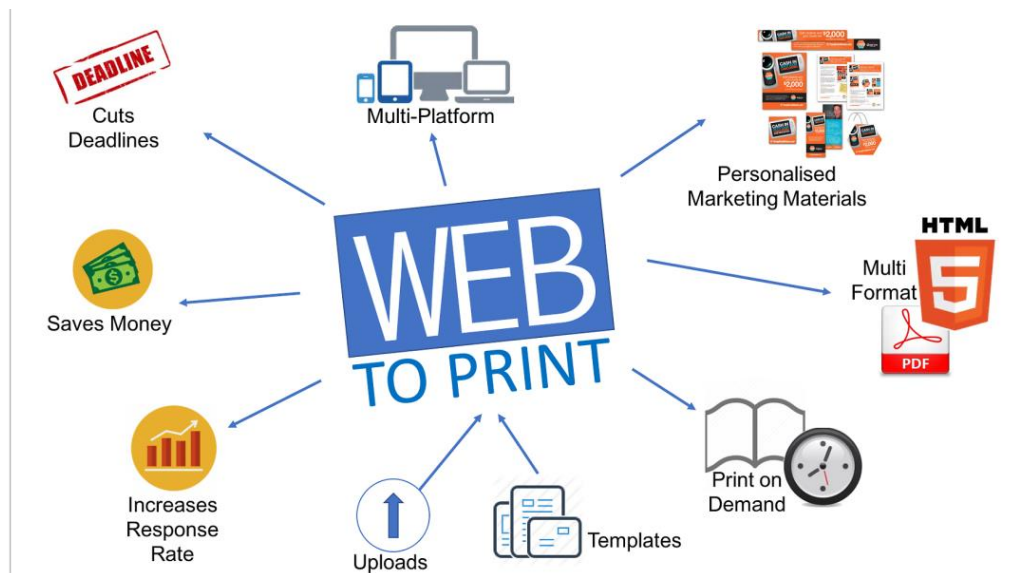 DEADLINE
Cuts
Deadlines
Multi-Platform
Personalised
Marketing Materials
WEB
TO PRINT
Saves Money
HTML
5
Multi
Format
PDF
Increases
Response
Rate
Uploads
Templates
Print on
Demand